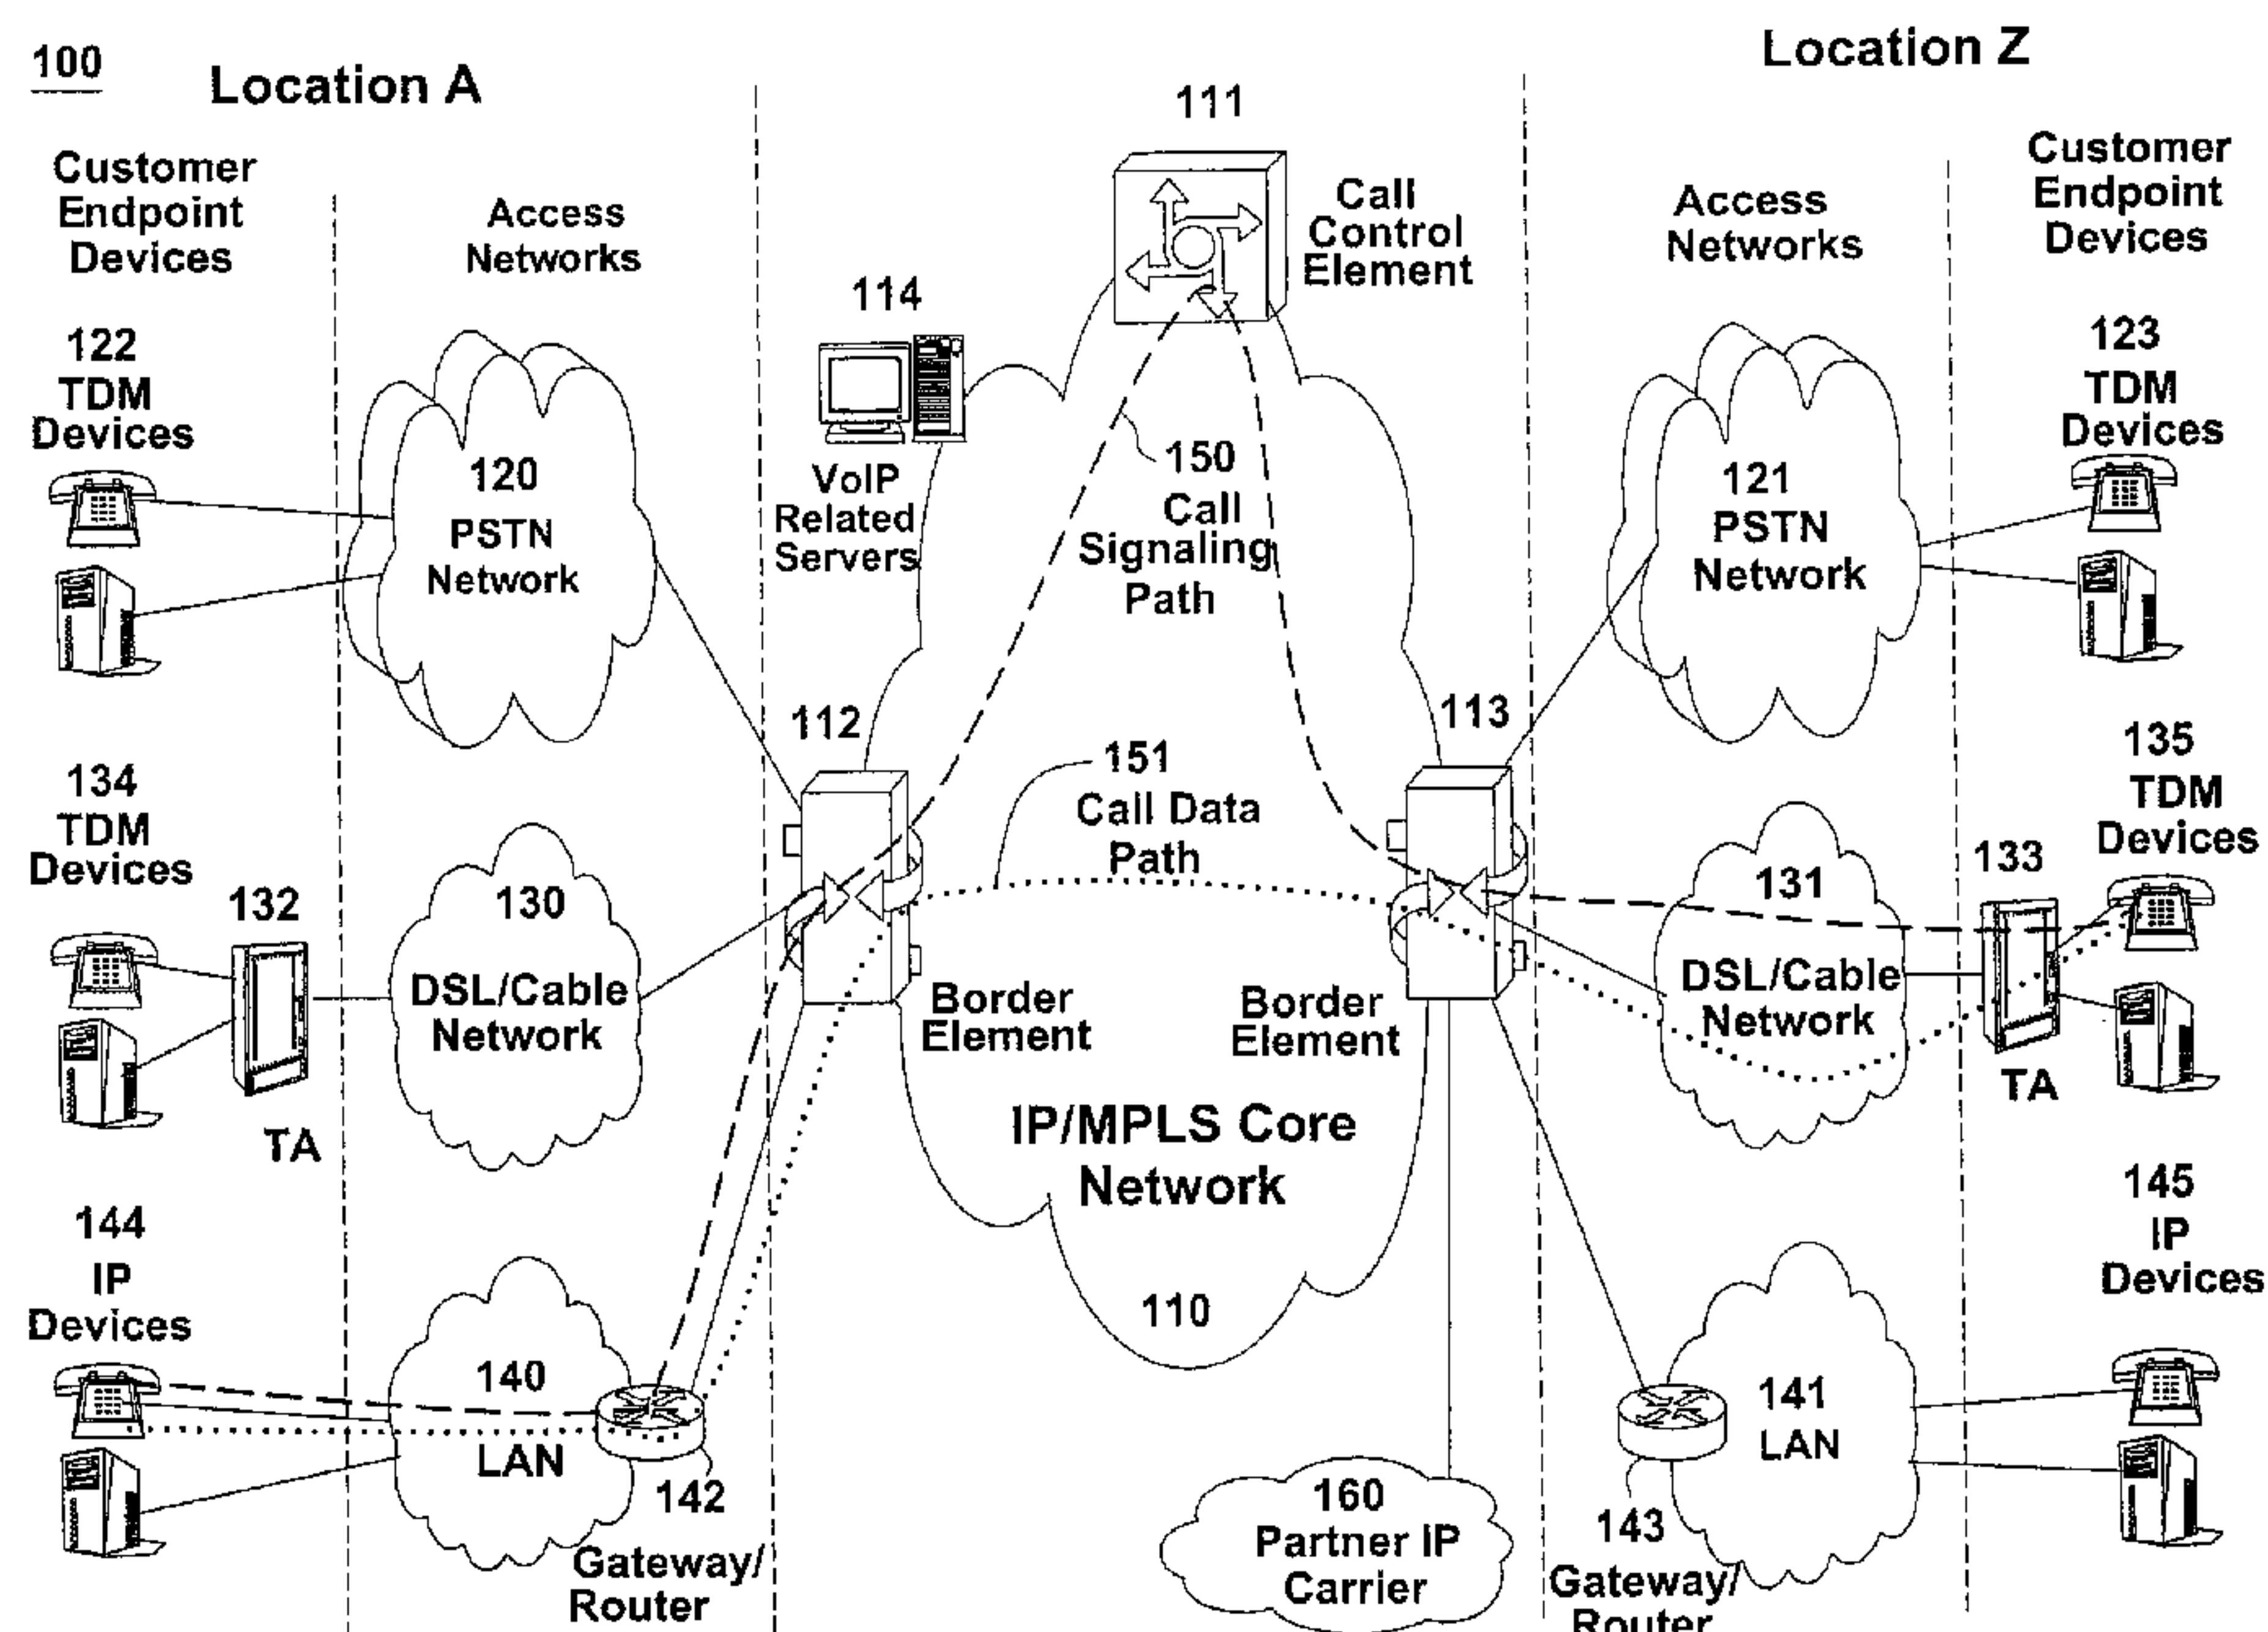 100
Location A
Location Z
111
Customer
Endpoint
Devices
Access
Networks
Call
Control
Element
Access
Networks
Customer
Endpoint
Devices
114
VoIP
Related
Servers
122
TDM
Devices
120
PSTN
Network
150
Call
Signaling
Path
121
PSTN
Network
123
TDM
Devices
112
113
151
Call Data
Path
134
TDM
Devices
132
TA
130
DSL/Cable
Network
Border
Element
Border
Element
131
DSL/Cable
Network
133
TA
135
TDM
Devices
IP/MPLS Core
Network
110
144
IP
Devices
140
LAN
142
Gateway/
Router
160
Partner IP
Carrier
143
Gateway/
Router
141
LAN
145
IP
Devices